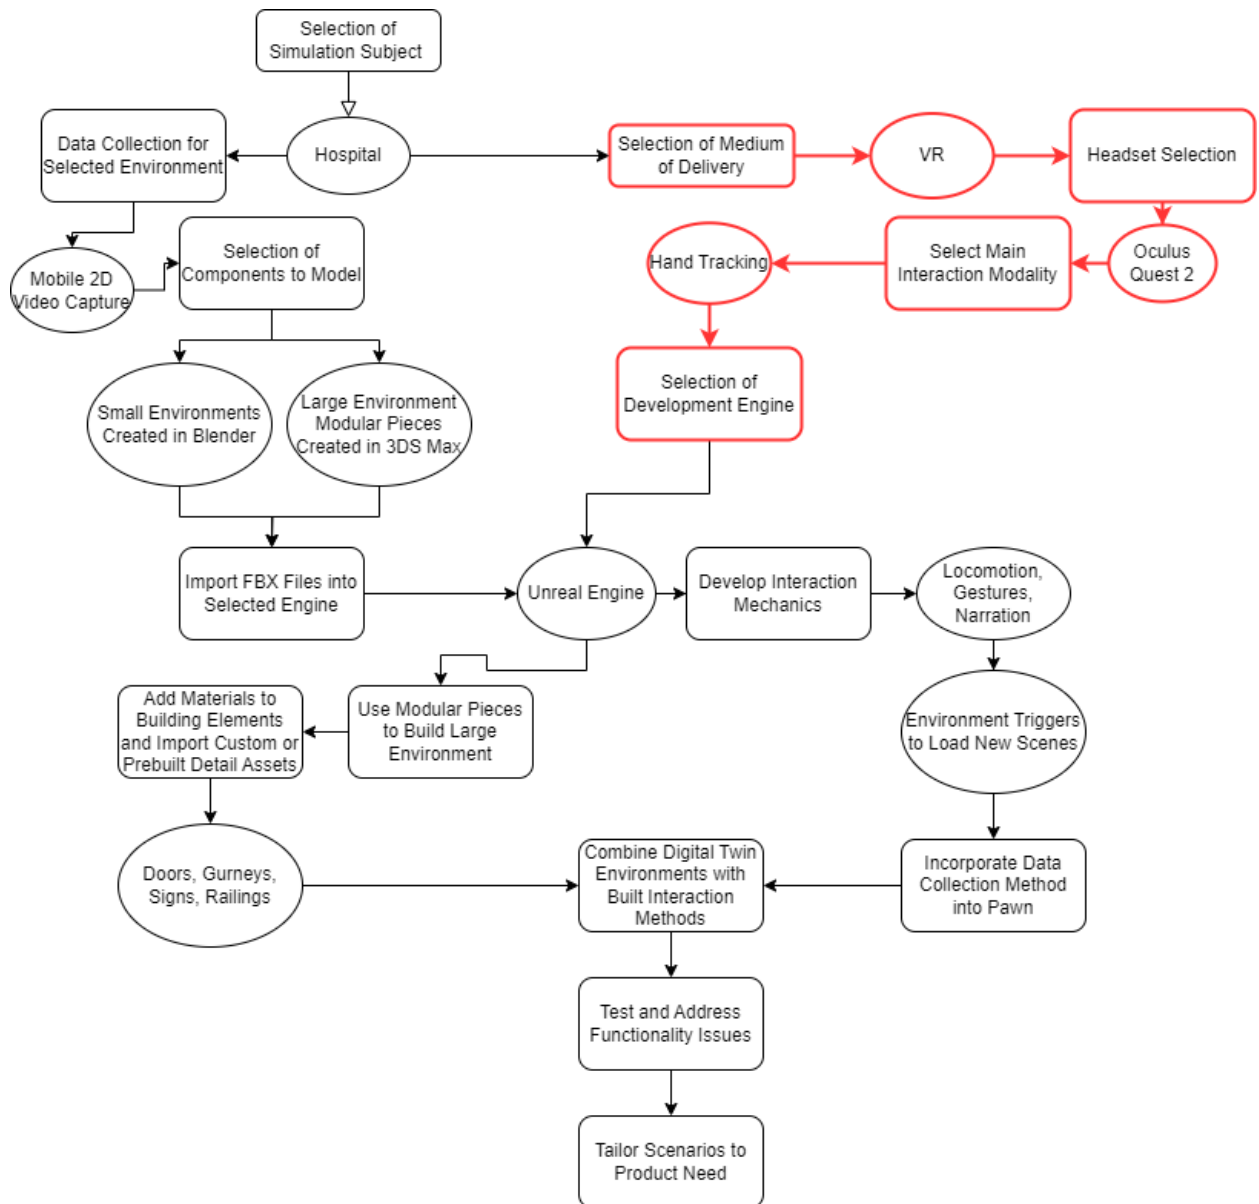 Selection of
Simulation Subject
Data Collection for
Selected Environment
Hospital
Selection of Medium
of Delivery
VR
Headset Selection
Mobile 2D
Video Capture
Selection of
Components to Model
Hand Tracking
Select Main
Interaction Modality
Oculus
Quest 2
Small Environments
Created in Blender
Large Environment
Modular Pieces
Created in 3DS Max
Selection of
Development Engine
Import FBX Files into
Selected Engine
Unreal Engine
Develop Interaction
Mechanics
Locomotion,
Gestures,
Narration
Add Materials to
Building Elements
and Import Custom or
Prebuilt Detail Assets
Use Modular Pieces
to Build Large
Environment
Environment Triggers
to Load New Scenes
Doors, Gurneys,
Signs, Railings
Combine Digital Twin
Environments with
Built Interaction
Methods
Incorporate Data
Collection Method
into Pawn
Test and Address
Functionality Issues
Tailor Scenarios to
Product Need